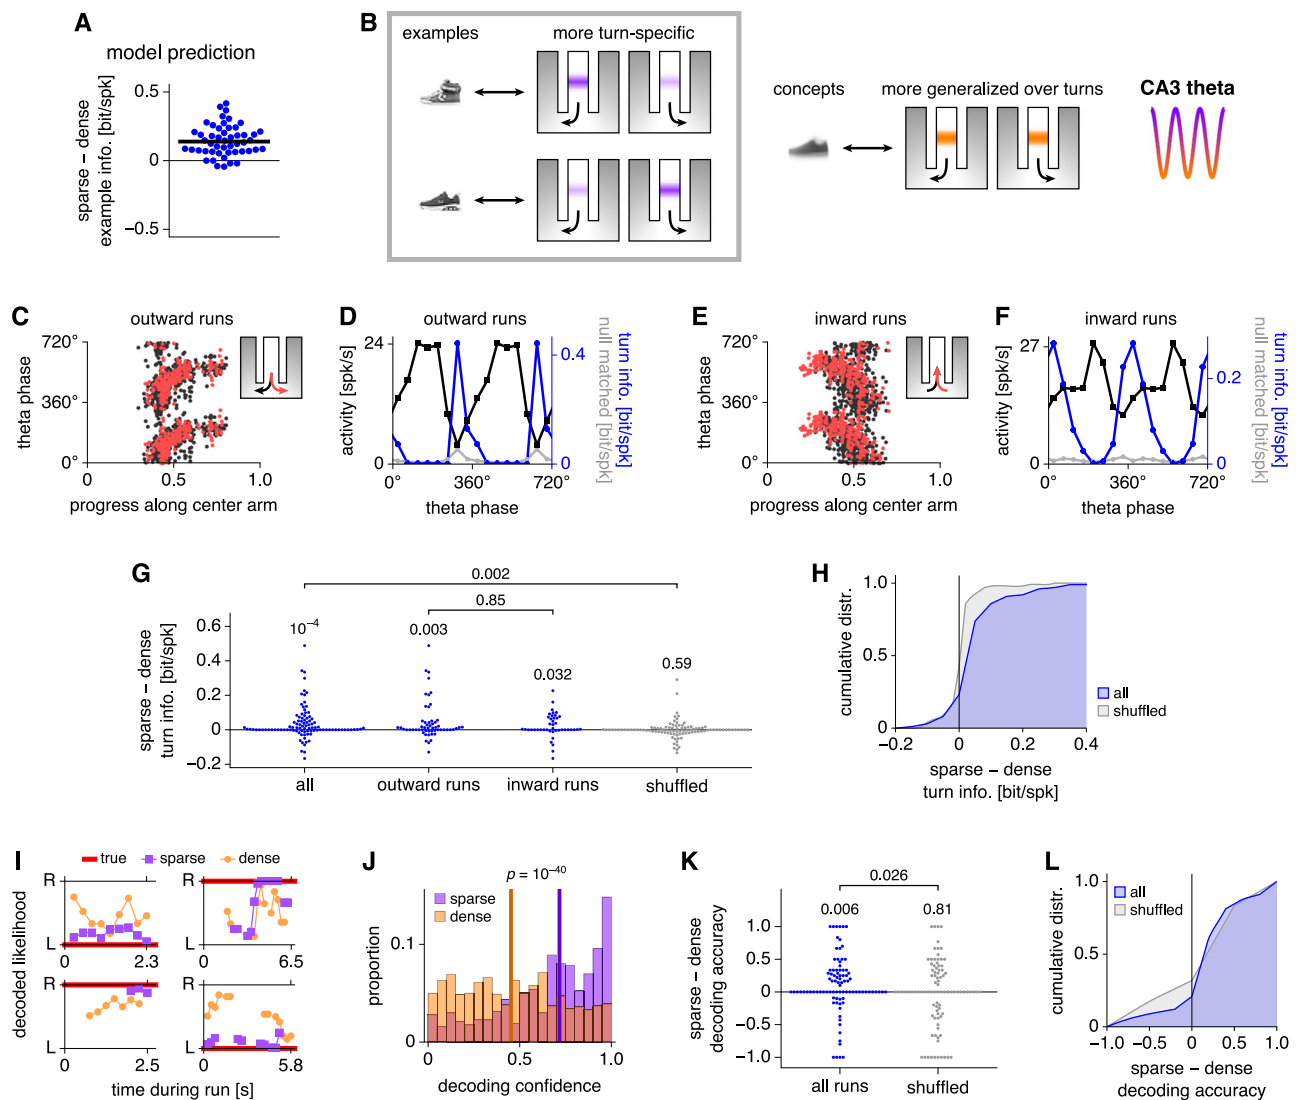 A
model prediction
sparse – dense
example info. [bit/spk]
0.5
0
−0.5
B
examples
more turn-specific
concepts
more generalized over turns
CA3 theta
C
outward runs
theta phase
720°
360°
0°
0
0.5
1.0
progress along center arm
D
outward runs
activity [spk/s]
24
0
0.4
0
turn info. [bit/spk]
null matched [bit/spk]
0°
360°
720°
theta phase
E
inward runs
theta phase
720°
360°
0°
0
0.5
1.0
progress along center arm
F
inward runs
activity [spk/s]
27
0
0.2
0
turn info. [bit/spk]
null matched [bit/spk]
0°
360°
720°
theta phase
G
sparse – dense
turn info. [bit/spk]
0.002
0.85
10⁻⁴
0.003
0.032
0.59
0.6
0.4
0.2
0
−0.2
all
outward runs
inward runs
shuffled
H
cumulative distr.
1.0
0.5
0
−0.2
0
0.2
0.4
sparse – dense
turn info. [bit/spk]
all
shuffled
I
true
sparse
dense
decoded likelihood
R
L
0
2.3
R
L
0
6.5
R
L
0
2.5
R
L
0
5.8
time during run [s]
J
p = 10⁻⁴⁰
sparse
dense
proportion
0.1
0
0
0.5
1.0
decoding confidence
K
0.026
0.006
0.81
sparse – dense
decoding accuracy
1.0
0.5
0
−0.5
−1.0
all runs
shuffled
L
cumulative distr.
all
shuffled
1.0
0.5
0
−1.0
−0.5
0
0.5
1.0
sparse – dense
decoding accuracy